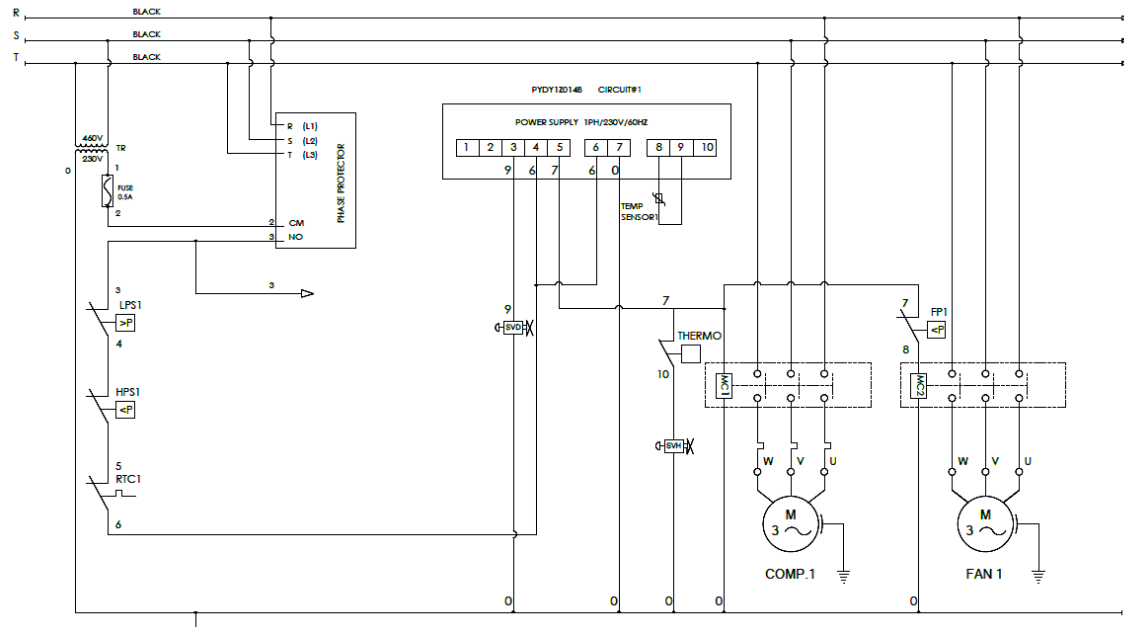 R BLACK
S BLACK
T BLACK
PYDY1Z014B CIRCUIT#1
POWER SUPPLY 1PH/230V/60HZ
1 2 3 4 5 6 7 8 9 10
9 6 7 6 0
TEMP
SENSOR1
460V
TR
230V
0
1
FUSE
0.5A
2
R (L1)
S (L2)
T (L3)
PHASE PROTECTOR
2 CM
3 NO
3
3
LPS1
>P
4
HPS1
<P
5
RTC1
6
9
SVD
7
THERMO
10
SVH
7
FP1
<P
8
MC1
MC2
W V U
W V U
M
3
M
3
COMP.1
FAN 1
0 0 0 0 0